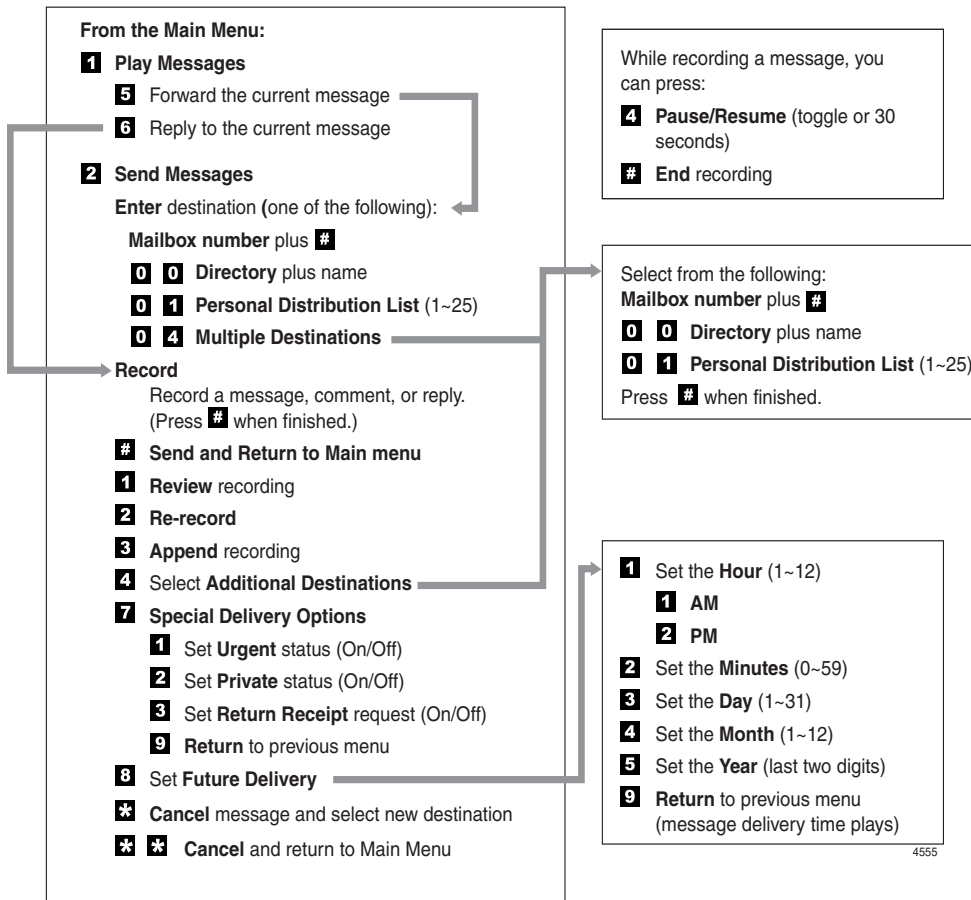 From the Main Menu:
1 Play Messages
5 Forward the current message
6 Reply to the current message
2 Send Messages
Enter destination (one of the following):
Mailbox number plus #
0 0 Directory plus name
0 1 Personal Distribution List (1~25)
0 4 Multiple Destinations
Record
Record a message, comment, or reply.
(Press # when finished.)
# Send and Return to Main menu
1 Review recording
2 Re-record
3 Append recording
4 Select Additional Destinations
7 Special Delivery Options
1 Set Urgent status (On/Off)
2 Set Private status (On/Off)
3 Set Return Receipt request (On/Off)
9 Return to previous menu
8 Set Future Delivery
* Cancel message and select new destination
* * Cancel and return to Main Menu
While recording a message, you
can press:
4 Pause/Resume (toggle or 30
seconds)
# End recording
Select from the following:
Mailbox number plus #
0 0 Directory plus name
0 1 Personal Distribution List (1~25)
Press # when finished.
1 Set the Hour (1~12)
1 AM
2 PM
2 Set the Minutes (0~59)
3 Set the Day (1~31)
4 Set the Month (1~12)
5 Set the Year (last two digits)
9 Return to previous menu
(message delivery time plays)
4555